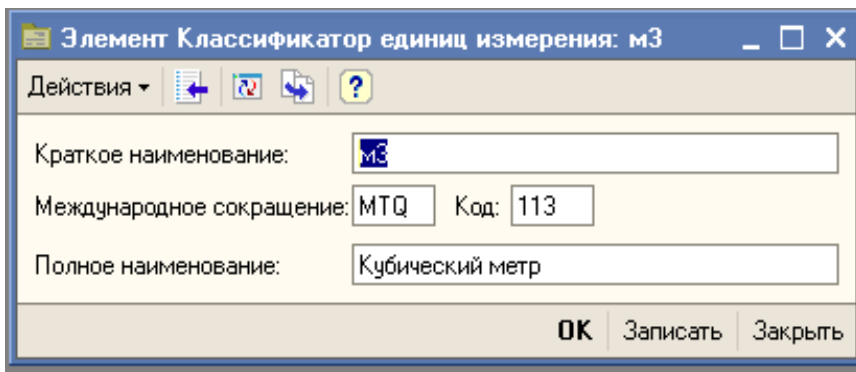 Элемент Классификатор единиц измерения: м3
Действия
Краткое наименование: м3
Международное сокращение: MTQ Код: 113
Полное наименование: Кубический метр
OK Записать Закрыть